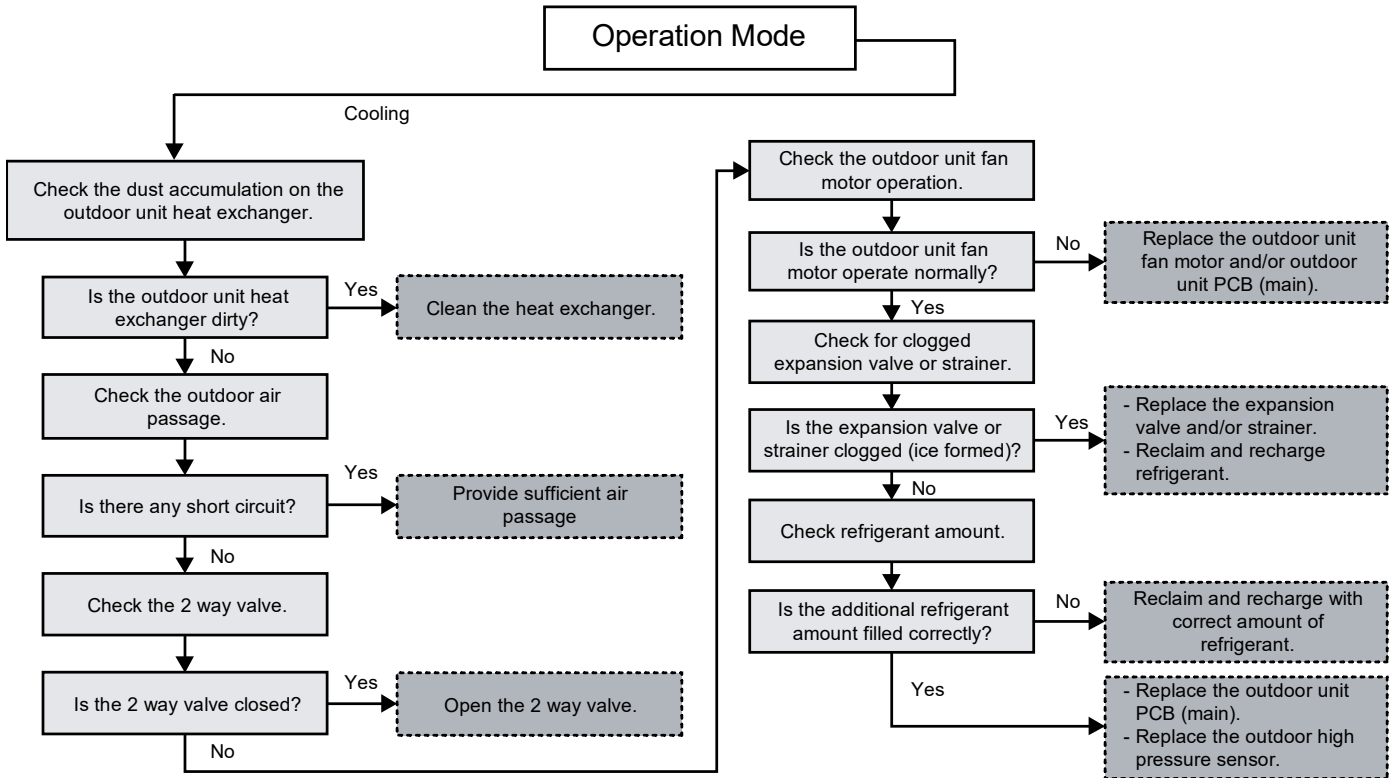 Operation Mode
Cooling
Check the dust accumulation on the
outdoor unit heat exchanger.
Is the outdoor unit heat
exchanger dirty?
Yes
Clean the heat exchanger.
No
Check the outdoor air
passage.
Is there any short circuit?
Yes
Provide sufficient air
passage
No
Check the 2 way valve.
Is the 2 way valve closed?
Yes
Open the 2 way valve.
No
Check the outdoor unit fan
motor operation.
Is the outdoor unit fan
motor operate normally?
No
Replace the outdoor unit
fan motor and/or outdoor
unit PCB (main).
Yes
Check for clogged
expansion valve or strainer.
Is the expansion valve or
strainer clogged (ice formed)?
Yes
- Replace the expansion
valve and/or strainer.
- Reclaim and recharge
refrigerant.
No
Check refrigerant amount.
Is the additional refrigerant
amount filled correctly?
No
Reclaim and recharge with
correct amount of
refrigerant.
Yes
- Replace the outdoor unit
PCB (main).
- Replace the outdoor high
pressure sensor.